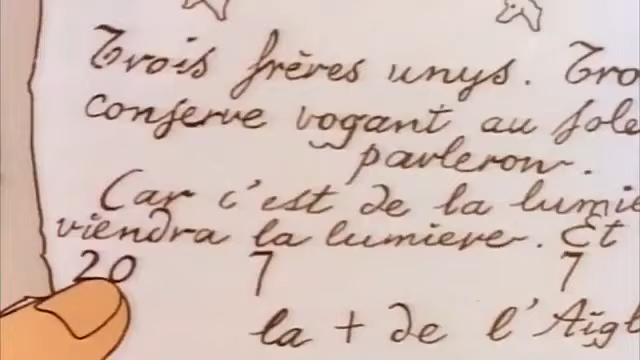 Trois frères unys. Tro
conserve vogant au sole
parleron.
Car c'est de la lumie
viendra la lumiere. Et
20 7 7
la + de l'Aigl